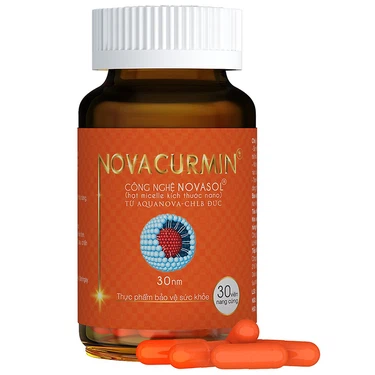 NOVACURMIN®
CÔNG NGHỆ NOVASOL®
(hạt micelle kích thước nano)
TỪ AQUANOVA-CHLB ĐỨC
30nm
Thực phẩm bảo vệ sức khỏe
30 viên
nang cứng